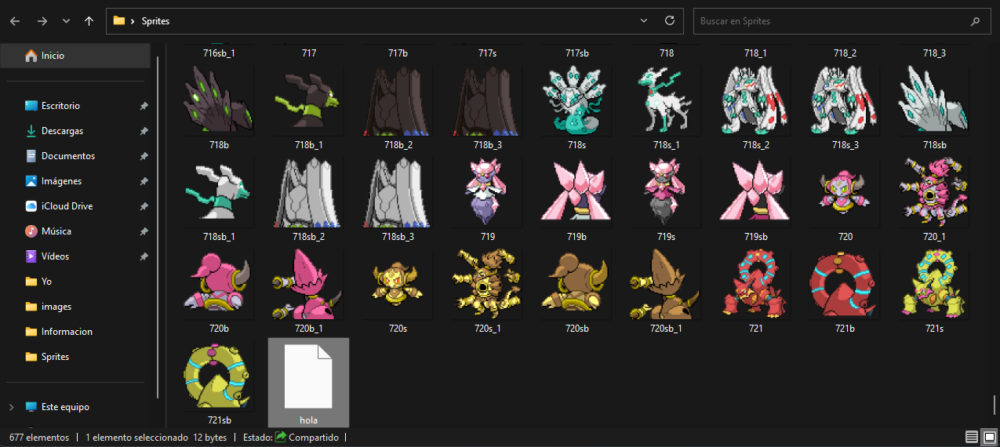 Sprites
Buscar en Sprites
Inicio
Escritorio
Descargas
Documentos
Imágenes
iCloud Drive
Música
Vídeos
Yo
images
Informacion
Sprites
Este equipo
716sb_1 717 717b 717s 717sb 718 718_1 718_2 718_3
718b 718b_1 718b_2 718b_3 718s 718s_1 718s_2 718s_3 718sb
718sb_1 718sb_2 718sb_3 719 719b 719s 719sb 720 720_1
720b 720b_1 720s 720s_1 720sb 720sb_1 721 721b 721s
721sb hola
677 elementos | 1 elemento seleccionado 12 bytes | Estado: Compartido |